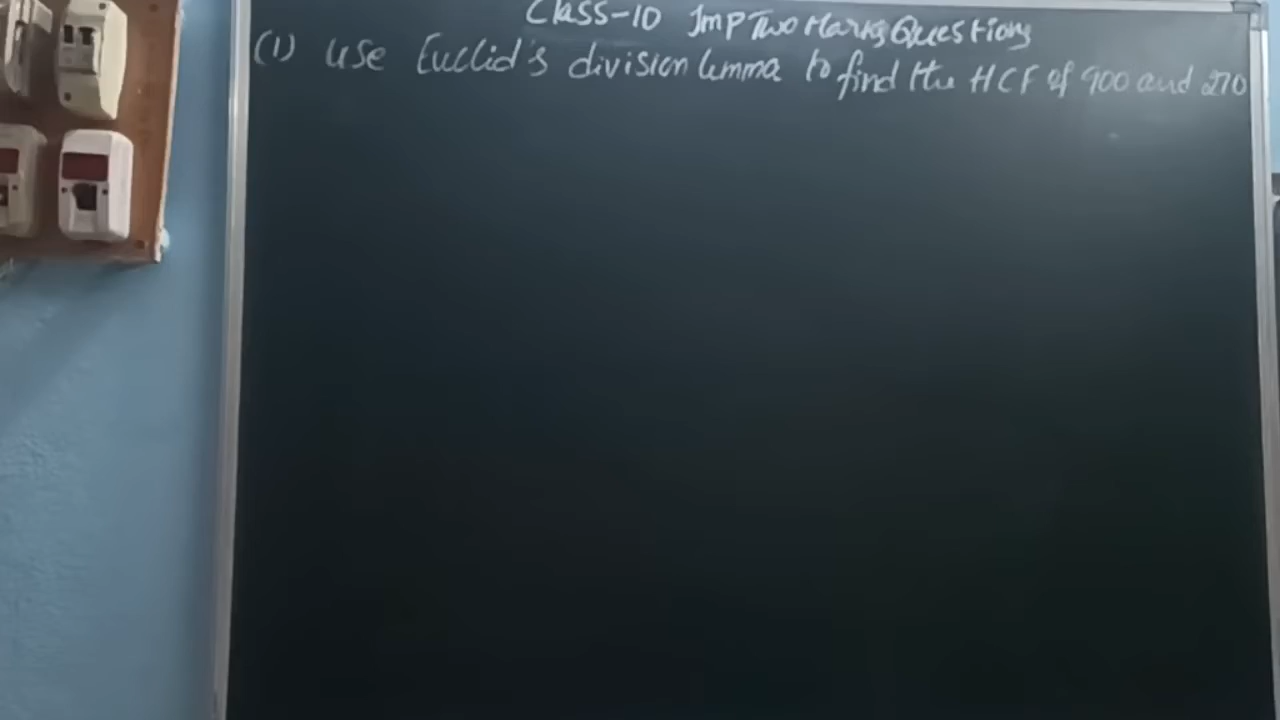 Class-10 Imp Two Marks Questions
(1) use Euclid's division lemma to find the HCF of 900 and 270